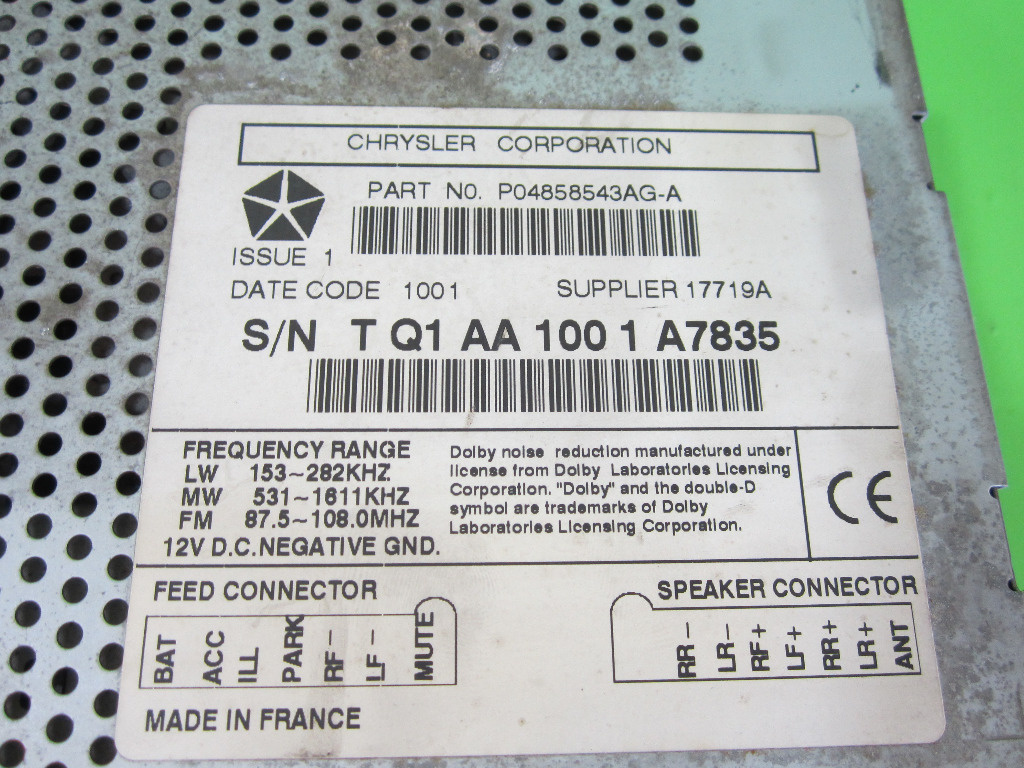 CHRYSLER CORPORATION
PART NO. P04858543AG-A
ISSUE 1
DATE CODE 1001 SUPPLIER 17719A
S/N T Q1 AA 100 1 A7835
FREQUENCY RANGE
LW 153~282KHZ
MW 531~1611KHZ
FM 87.5~108.0MHZ
12V D.C.NEGATIVE GND.
Dolby noise reduction manufactured under
license from Dolby Laboratories Licensing
Corporation. "Dolby" and the double-D
symbol are trademarks of Dolby
Laboratories Licensing Corporation.
CE
FEED CONNECTOR
BAT ACC ILL PARK RF- LF- MUTE
SPEAKER CONNECTOR
RR- LR- RF+ LF+ RR+ LR+ ANT
MADE IN FRANCE